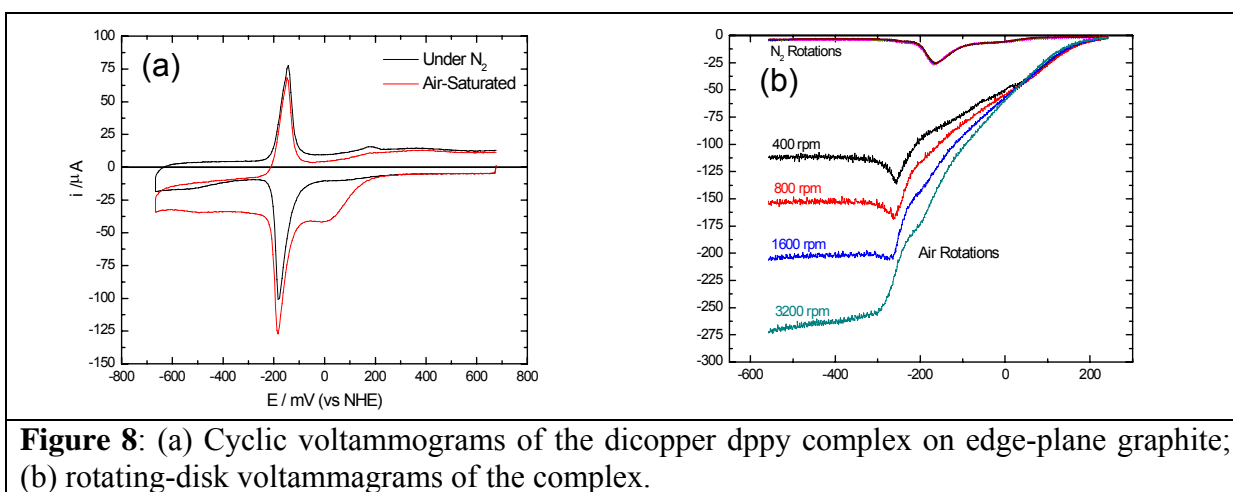 (a)
Under N2
Air-Saturated
100
75
50
25
0
-25
-50
-75
-100
-125
-150
i /μA
-800 -600 -400 -200 0 200 400 600 800
E / mV (vs NHE)
(b)
N2 Rotations
400 rpm
800 rpm
1600 rpm
3200 rpm
Air Rotations
0
-25
-50
-75
-100
-125
-150
-175
-200
-225
-250
-275
-300
-600 -400 -200 0 200
Figure 8: (a) Cyclic voltammograms of the dicopper dppy complex on edge-plane graphite;
(b) rotating-disk voltammagrams of the complex.